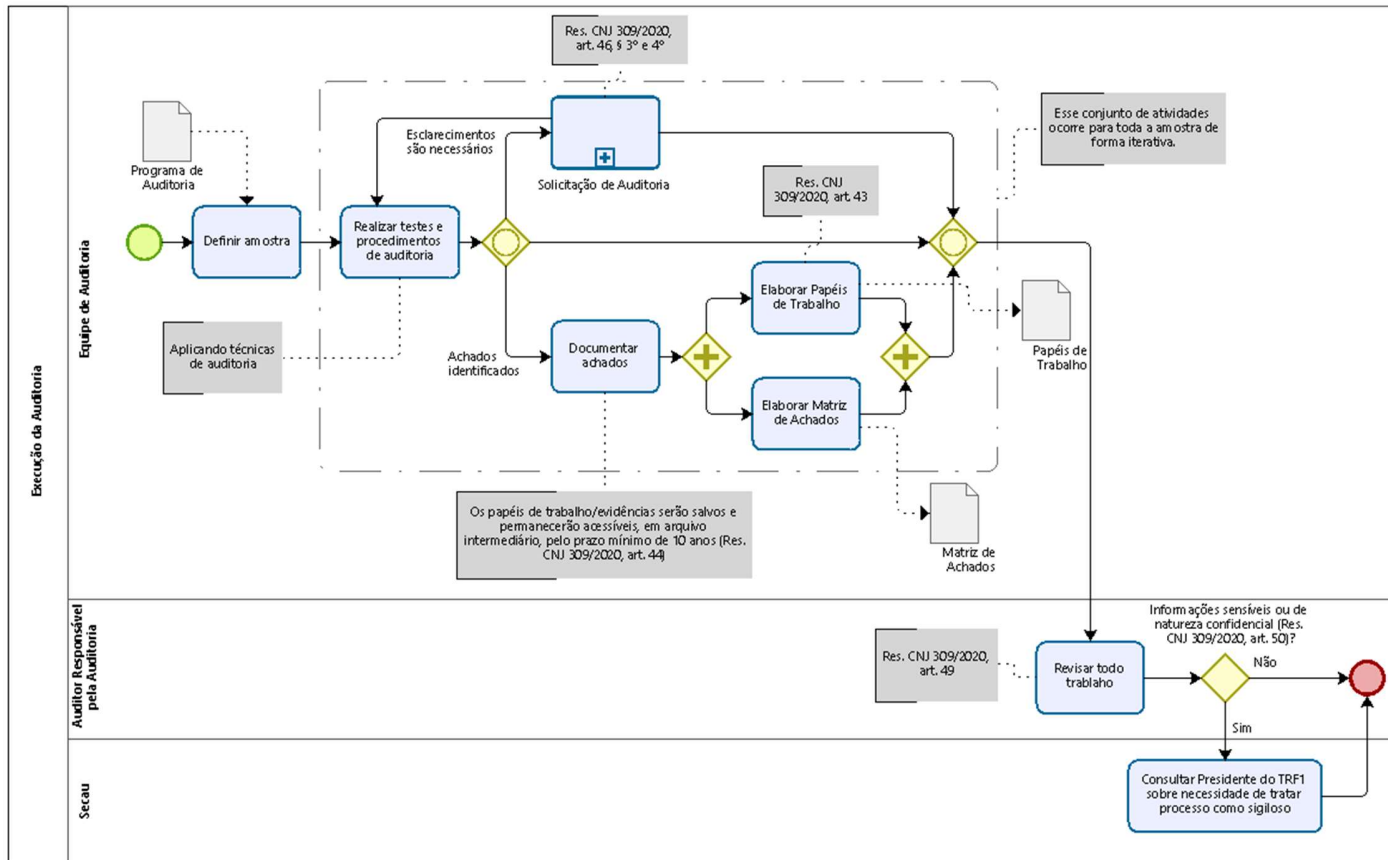 Execução da Auditoria
Equipe de Auditoria
Res. CNJ 309/2020,
art. 46, § 3º e 4º
Programa de
Auditoria
Esclarecimentos
são necessários
Solicitação de Auditoria
Esse conjunto de atividades
ocorre para toda a amostra de
forma iterativa.
Res. CNJ
309/2020, art. 43
Definir amostra
Realizar testes e
procedimentos
de auditoria
Elaborar Papéis
de Trabalho
Aplicando técnicas
de auditoria
Achados
identificados
Documentar
achados
Papéis de
Trabalho
Elaborar Matriz
de Achados
Os papéis de trabalho/evidências serão salvos e
permanecerão acessíveis, em arquivo
intermediário, pelo prazo mínimo de 10 anos (Res.
CNJ 309/2020, art. 44)
Matriz de
Achados
Auditor Responsável
pela Auditoria
Res. CNJ 309/2020,
art. 49
Revisar todo
trablaho
Informações sensíveis ou de
natureza confidencial (Res.
CNJ 309/2020, art. 50)?
Não
Sim
Secau
Consultar Presidente do TRF1
sobre necessidade de tratar
processo como sigiloso